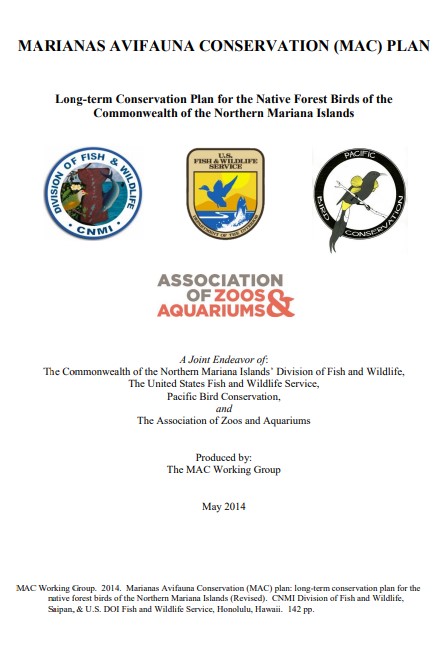 MARIANAS AVIFAUNA CONSERVATION (MAC) PLAN
Long-term Conservation Plan for the Native Forest Birds of the
Commonwealth of the Northern Mariana Islands
DIVISION OF FISH & WILDLIFE
CNMI
U.S.
FISH & WILDLIFE
SERVICE
DEPARTMENT OF THE INTERIOR
PACIFIC
BIRD CONSERVATION
ASSOCIATION
OF ZOOS
AQUARIUMS &
A Joint Endeavor of:
The Commonwealth of the Northern Mariana Islands' Division of Fish and Wildlife,
The United States Fish and Wildlife Service,
Pacific Bird Conservation,
and
The Association of Zoos and Aquariums
Produced by:
The MAC Working Group
May 2014
MAC Working Group. 2014. Marianas Avifauna Conservation (MAC) plan: long-term conservation plan for the
native forest birds of the Northern Mariana Islands (Revised). CNMI Division of Fish and Wildlife,
Saipan, & U.S. DOI Fish and Wildlife Service, Honolulu, Hawaii. 142 pp.